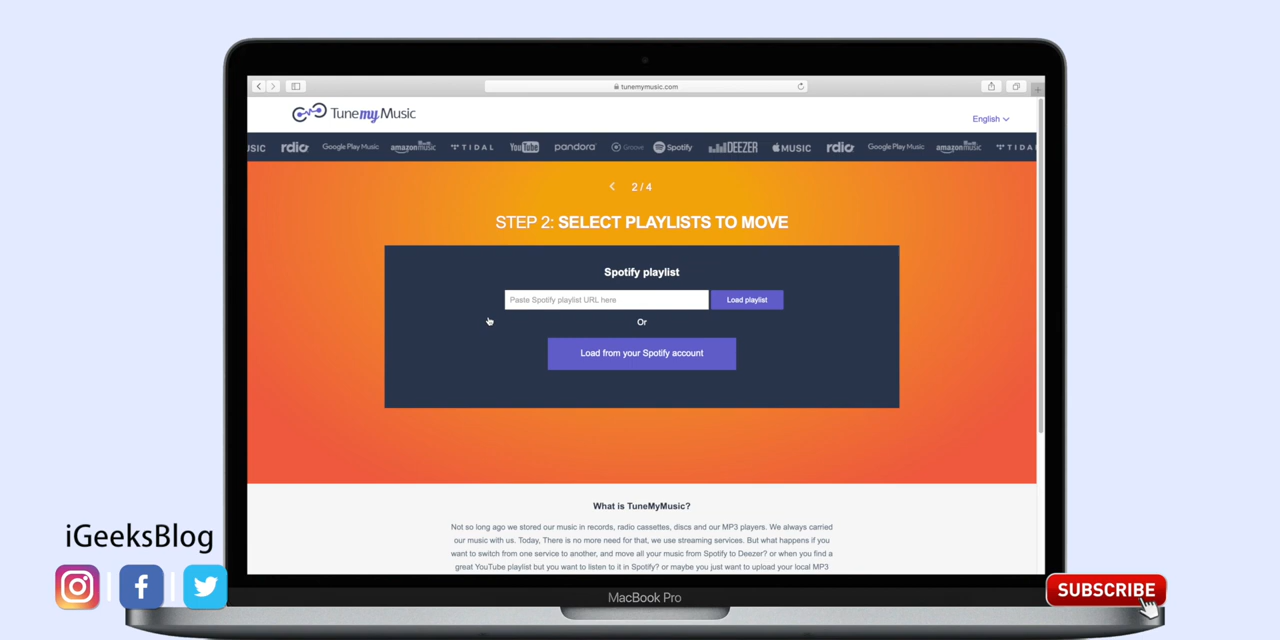 tunemymusic.com
TunemyMusic
English
USIC rdio Google Play Music amazonmusic TIDAL YouTube pandora Groove Spotify DEEZER MUSIC rdio Google Play Music amazonmusic TIDA
2 / 4
STEP 2: SELECT PLAYLISTS TO MOVE
Spotify playlist
Paste Spotify playlist URL here Load playlist
Or
Load from your Spotify account
What is TuneMyMusic?
Not so long ago we stored our music in records, radio cassettes, discs and our MP3 players. We always carried
our music with us. Today, There is no more need for that, we use streaming services. But what happens if you
want to switch from one service to another, and move all your music from Spotify to Deezer? or when you find a
great YouTube playlist but you want to listen to it in Spotify? or maybe you just want to upload your local MP3
iGeeksBlog
MacBook Pro
SUBSCRIBE